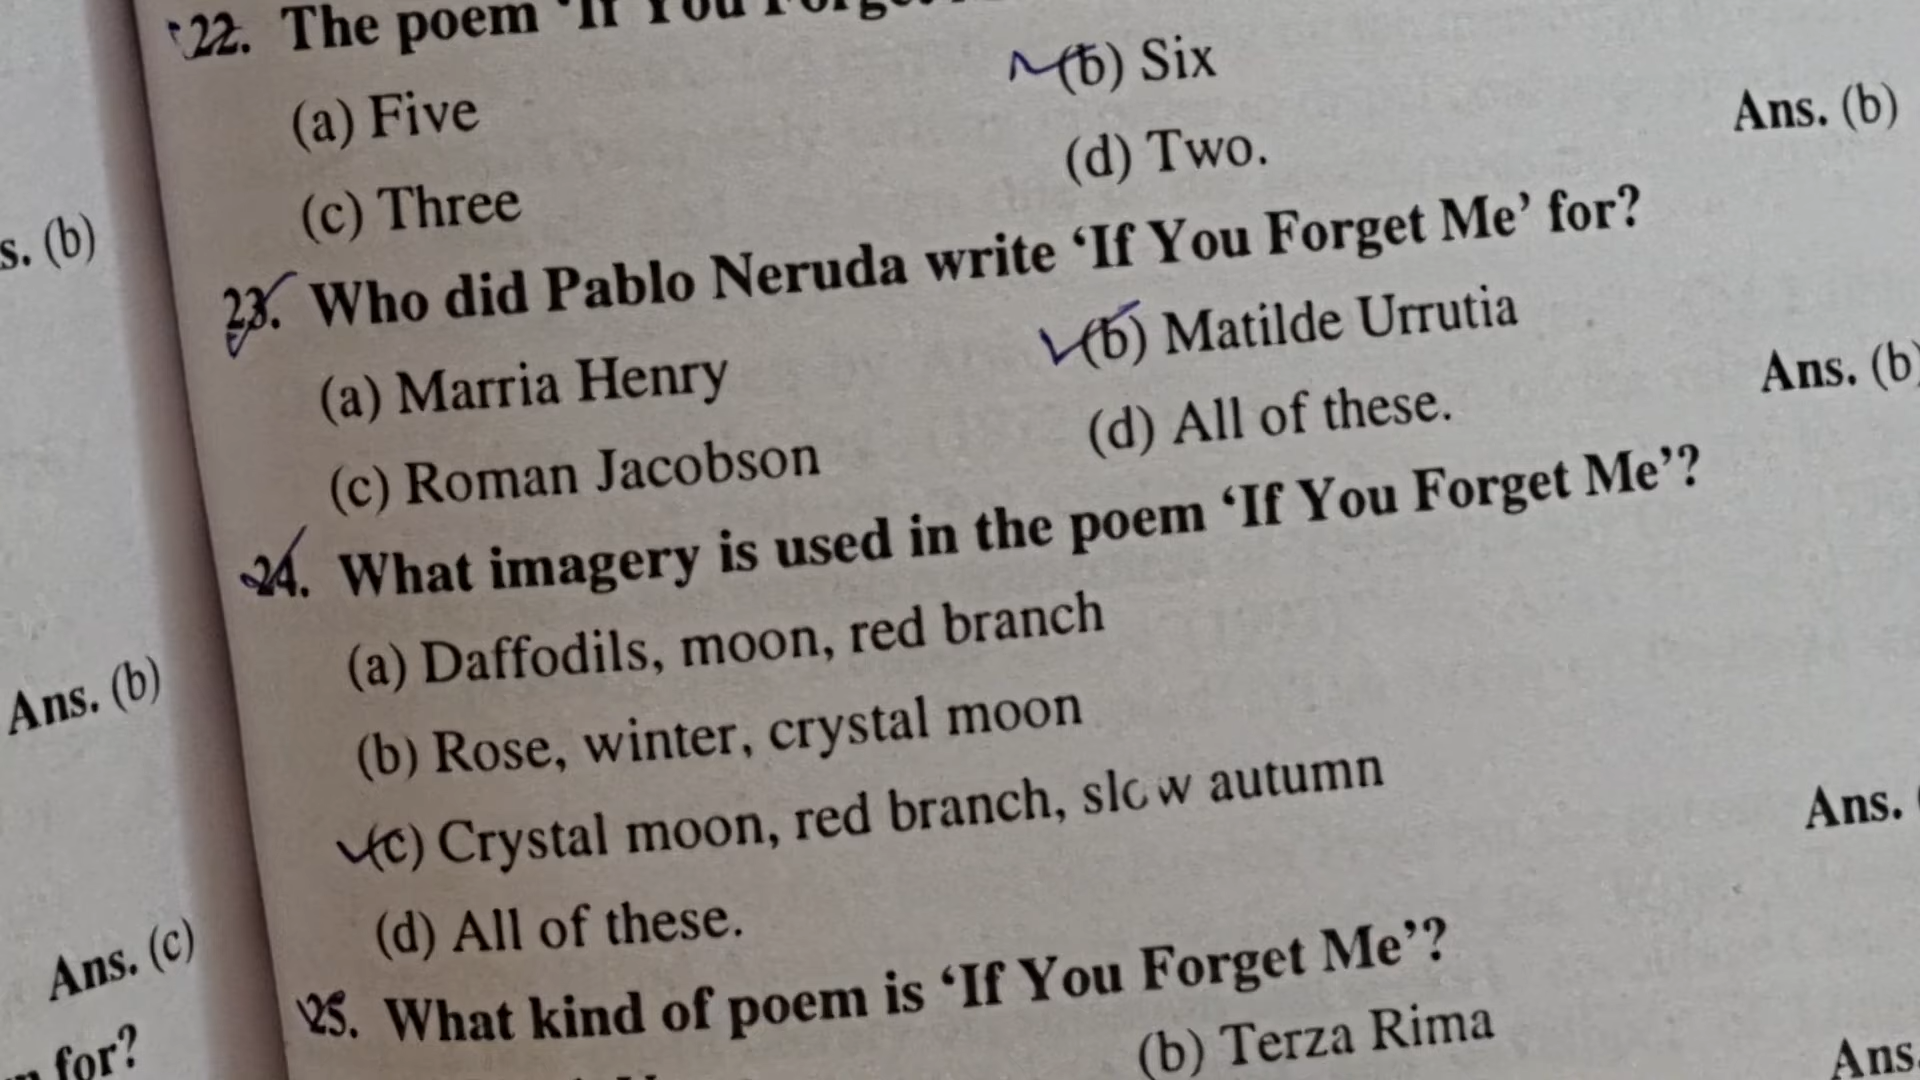 22. The poem 'If You
(a) Five
(b) Six
(c) Three
(d) Two.
Ans. (b)
23. Who did Pablo Neruda write 'If You Forget Me' for?
(a) Marria Henry
(b) Matilde Urrutia
(c) Roman Jacobson
(d) All of these.
Ans. (b)
24. What imagery is used in the poem 'If You Forget Me'?
(a) Daffodils, moon, red branch
(b) Rose, winter, crystal moon
(c) Crystal moon, red branch, slow autumn
(d) All of these.
Ans.
25. What kind of poem is 'If You Forget Me'?
(b) Terza Rima
Ans.
s. (b)
Ans. (b)
Ans. (c)
for?